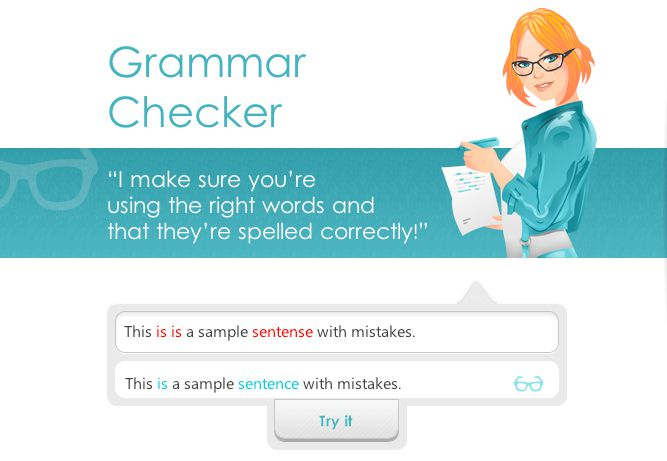 Grammar
Checker
“I make sure you’re
using the right words and
that they’re spelled correctly!”
This is is a sample sentense with mistakes.
This is a sample sentence with mistakes.
Try it